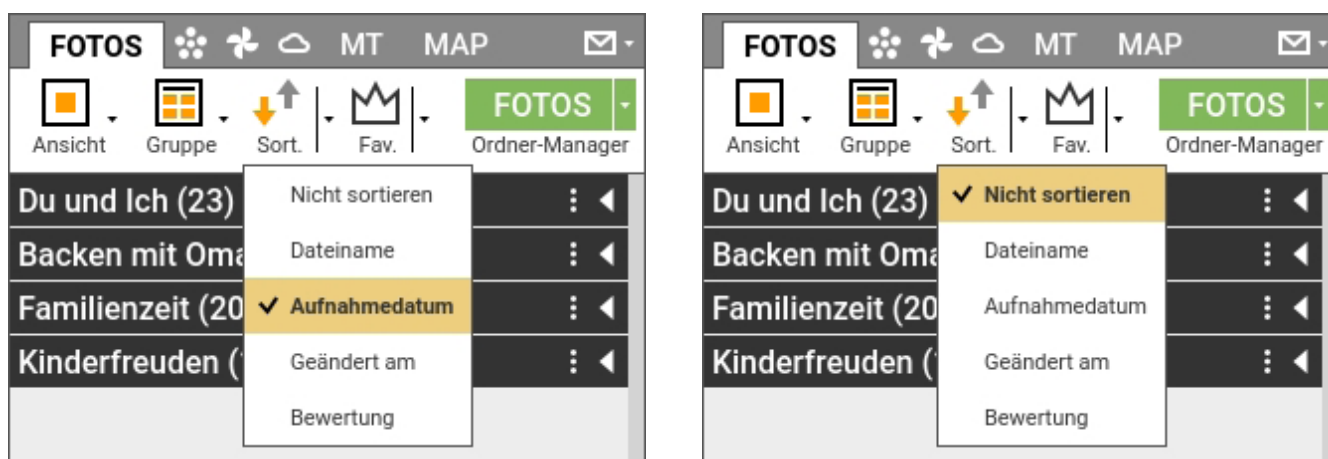 FOTOS MT MAP
Ansicht Gruppe Sort. Fav. FOTOS
Ordner-Manager
Du und Ich (23)
Backen mit Oma
Familienzeit (20
Kinderfreuden (
Nicht sortieren
Dateiname
Aufnahmedatum
Geändert am
Bewertung
FOTOS MT MAP
Ansicht Gruppe Sort. Fav. FOTOS
Ordner-Manager
Du und Ich (23)
Backen mit Oma
Familienzeit (20
Kinderfreuden (
Nicht sortieren
Dateiname
Aufnahmedatum
Geändert am
Bewertung